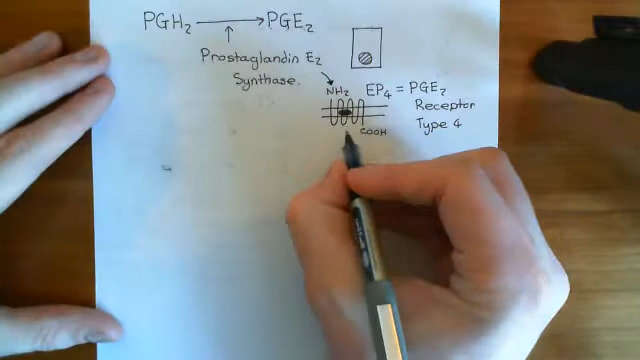 PGH₂ → PGE₂
Prostaglandin E₂
Synthase.
NH₂
EP₄ = PGE₂
Receptor
Type 4
COOH